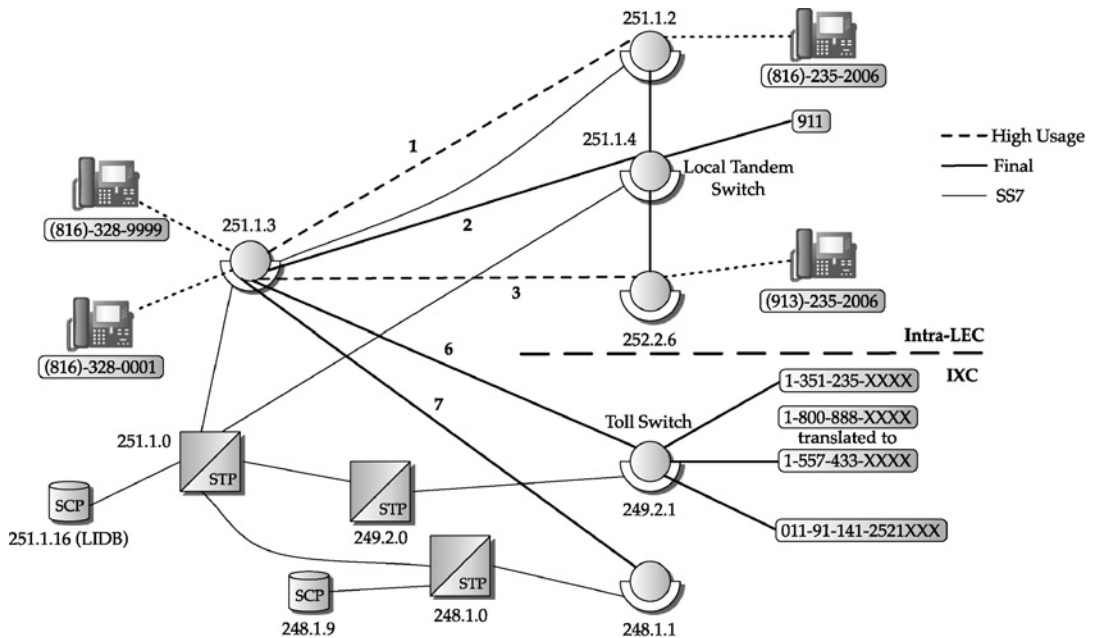 251.1.2
(816)-235-2006
911
251.1.4
1
High Usage
Final
SS7
Local Tandem
Switch
(816)-328-9999
251.1.3
2
3
(913)-235-2006
252.2.6
Intra-LEC
IXC
(816)-328-0001
6
7
1-351-235-XXXX
1-800-888-XXXX
translated to
1-557-433-XXXX
Toll Switch
251.1.0
STP
SCP
251.1.16 (LIDB)
STP
249.2.0
249.2.1
011-91-141-2521XXX
STP
248.1.0
SCP
248.1.9
248.1.1